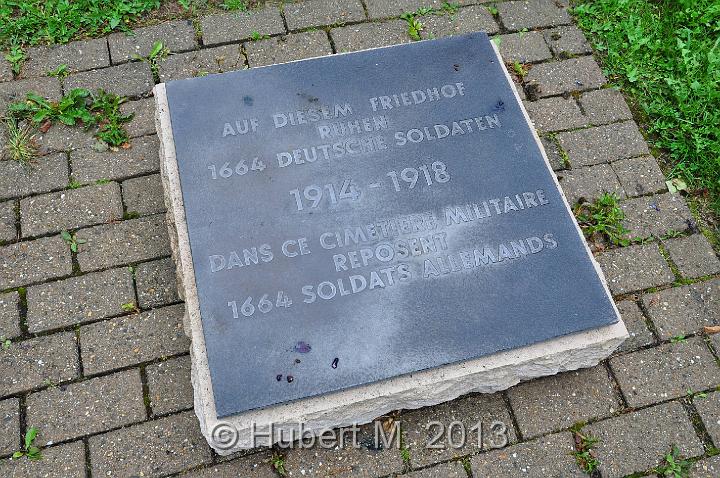 AUF DIESEM FRIEDHOF
RUHEN
1664 DEUTSCHE SOLDATEN
1914 - 1918
DANS CE CIMETIERE MILITAIRE
REPOSENT
1664 SOLDATS ALLEMANDS
© Hubert M. 2013